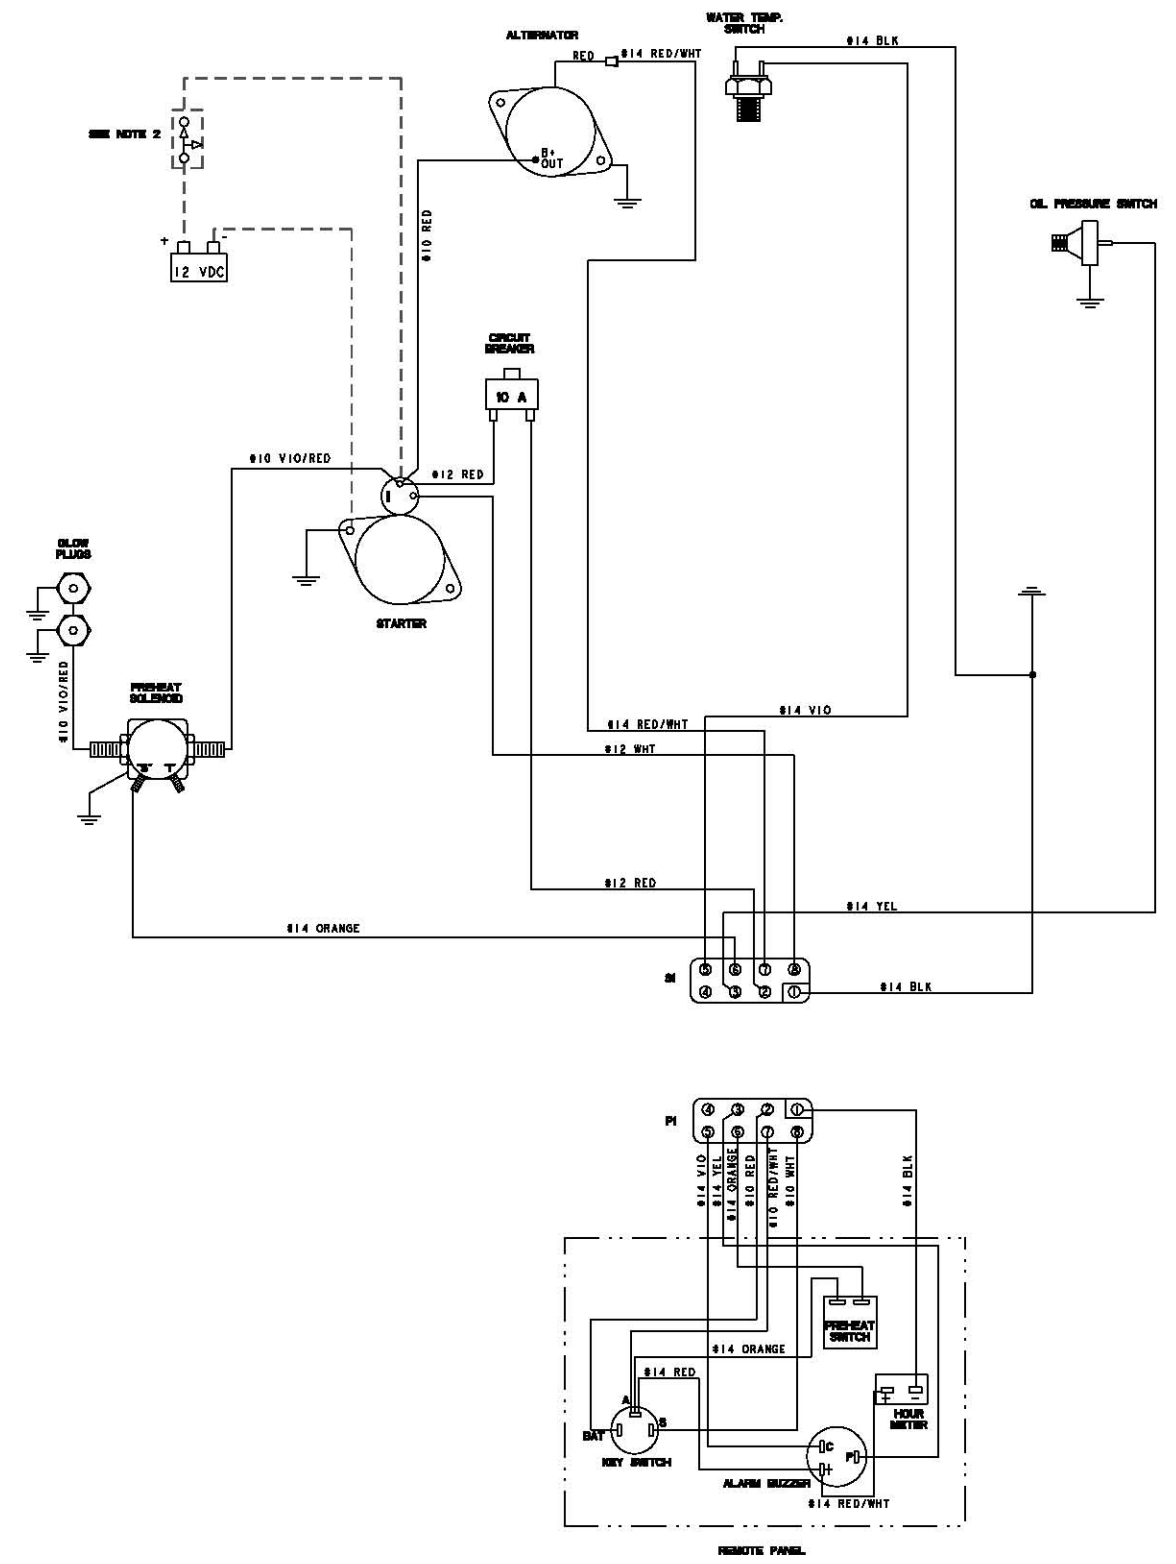 WATER TEMP.
SWITCH
ALTERNATOR
RED
#14 RED/WHT
#14 BLK
SEE NOTE 2
B+
OUT
OIL PRESSURE SWITCH
#10 RED
+
-
12 VDC
CIRCUIT
BREAKER
10 A
#10 VIO/RED
#12 RED
I
GLOW
PLUGS
STARTER
#10 VIO/RED
PREHEAT
SOLENOID
S
I
#14 VIO
#14 RED/WHT
#12 WHT
#12 RED
#14 YEL
#14 ORANGE
S1
5 6 7 8
4 3 2 1
#14 BLK
P1
4 3 2 1
5 6 7 8
#14 VIO
#14 YEL
#14 ORANGE
#10 RED
#10 RED/WHT
#10 WHT
#14 BLK
PREHEAT
SWITCH
#14 ORANGE
#14 RED
+
-
HOUR
METER
A
S
BAT
KEY SWITCH
C
P
+
ALARM BUZZER
#14 RED/WHT
REMOTE PANEL